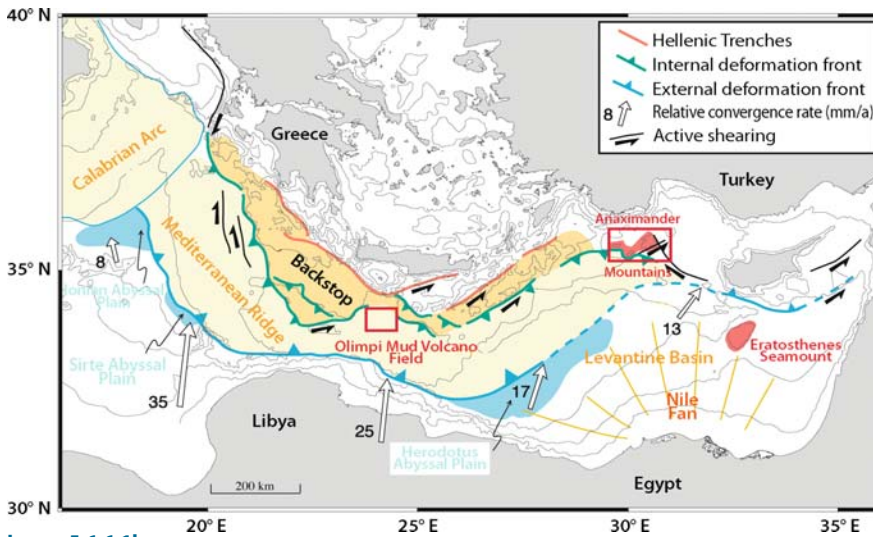 40° N
35° N
30° N
20° E
25° E
30° E
35° E
Hellenic Trenches
Internal deformation front
External deformation front
8 Relative convergence rate (mm/a)
Active shearing
Greece
Turkey
Calabrian Arc
Anaximander
Mountains
Mediterranean Ridge
Backstop
8
Abyssal
Plain
Sirte Abyssal
Plain
Olimpi Mud Volcano
Field
13
Levantine Basin
Eratosthenes
Seamount
35
25
17
Nile
Fan
Libya
Herodotus
Abyssal Plain
Egypt
200 km